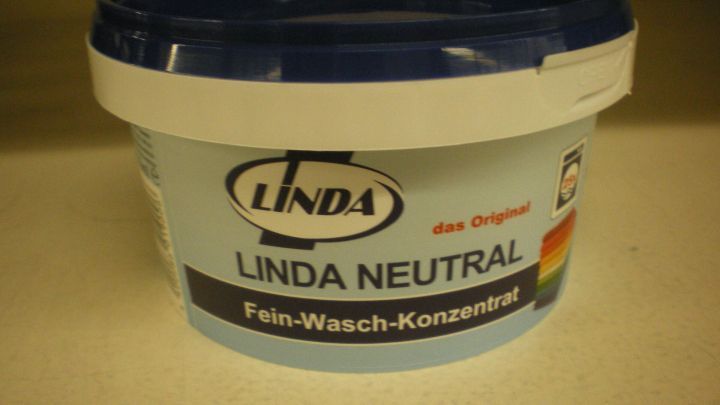 LINDA
das Original
LINDA NEUTRAL
Fein-Wasch-Konzentrat